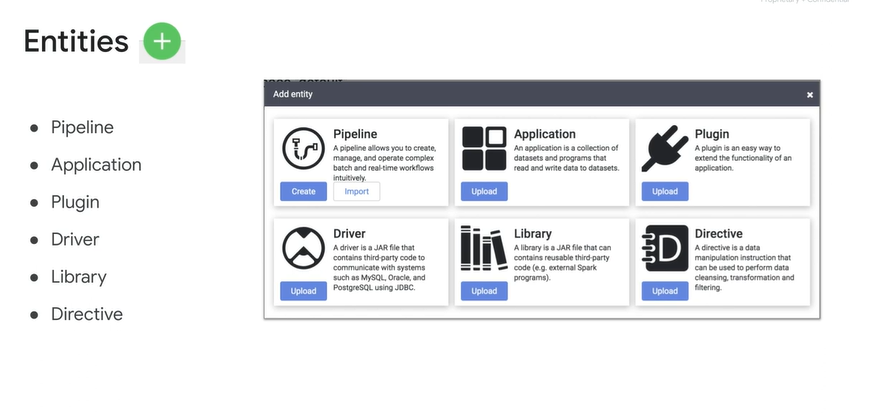 Entities
Pipeline
Application
Plugin
Driver
Library
Directive
Add entity
Pipeline
A pipeline allows you to create,
manage, and operate complex
batch and real-time workflows
intuitively.
Create
Import
Application
An application is a collection of
datasets and programs that
read and write data to datasets.
Upload
Plugin
A plugin is an easy way to
extend the functionality of an
application.
Upload
Driver
A driver is a JAR file that
contains third-party code to
communicate with systems
such as MySQL, Oracle, and
PostgreSQL using JDBC.
Upload
Library
A library is a JAR file that can
contains reusable third-party
code (e.g. external Spark
programs).
Upload
D
Directive
A directive is a data
manipulation instruction that
can be used to perform data
cleansing, transformation and
filtering.
Upload